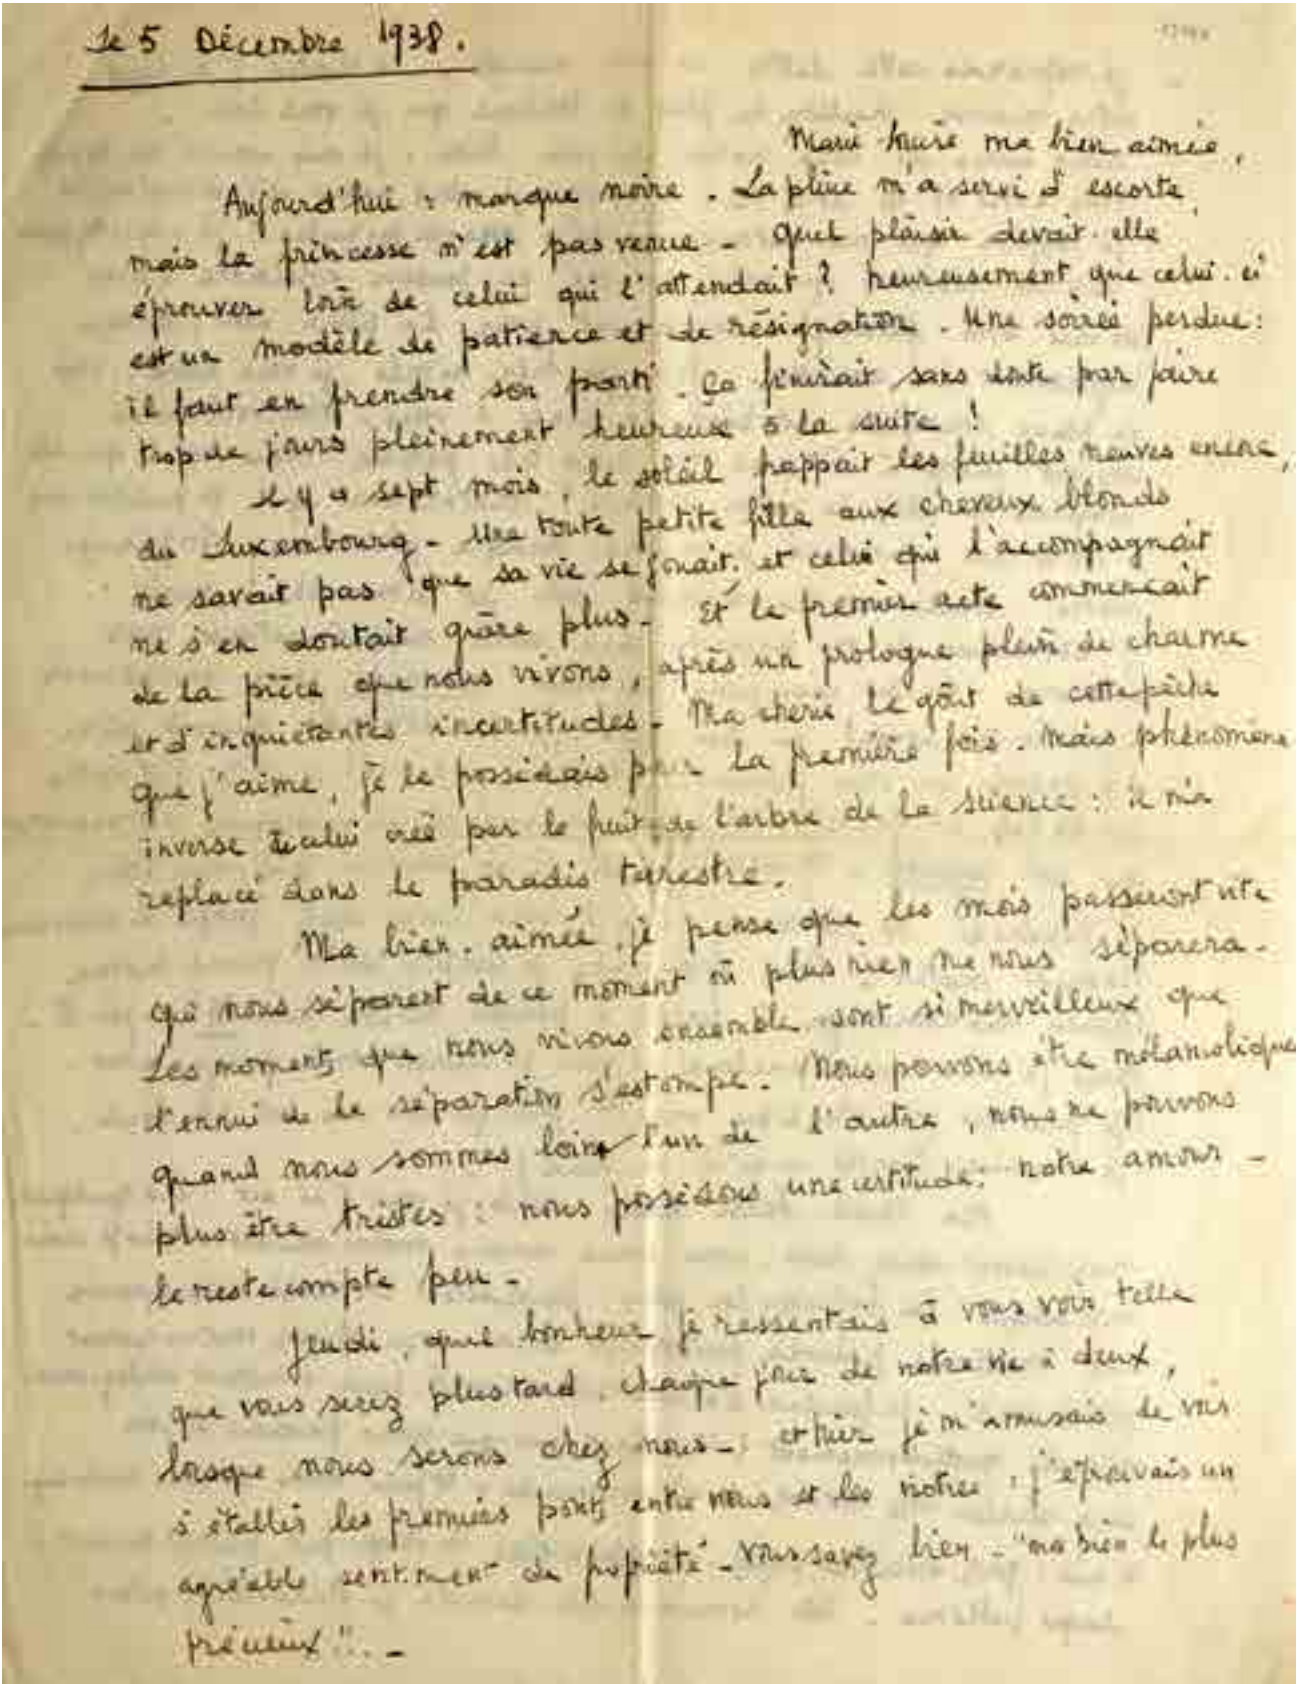 Le 5 Décembre 1938.
Marie Louise ma bien aimée,
Aujourd'hui : marque noire. La pluie m'a servi d'escorte,
mais la princesse n'est pas venue - quel plaisir devait-elle
éprouver loin de celui qui l'attendait ? heureusement que celui-ci
est un modèle de patience et de résignation. Une soirée perdue :
il faut en prendre son parti. Ça finirait sans doute par faire
trop de jours pleinement heureux à la suite !
Il y a sept mois, le soleil frappait les feuilles neuves encore,
du Luxembourg - Une toute petite fille aux cheveux blonds
ne savait pas que sa vie se jouait, et celui qui l'accompagnait
ne s'en doutait guère plus - Et le premier acte commencait
de la pièce que nous vivons, après un prologue plein de charme
et d'inquiétantes incertitudes - Ma cherie, le goût de cette pêche
que j'aime, je le possédais pour la première fois. Mais phénomène
inverse de celui créé par le fruit de l'arbre de la science : il m'a
replacé dans le paradis terestre.
Ma bien-aimée, je pense que les mois passeront vite
qui nous séparent de ce moment où plus rien ne nous séparera -
Les moments que nous vivons ensemble sont si merveilleux que
l'ennui de la séparation s'estompe. Nous pouvons être mélancoliques
quand nous sommes loin l'un de l'autre, nous ne pouvons
plus être tristes : nous possédons une certitude : notre amour -
le reste compte peu -
Jeudi, quel bonheur je ressentais à vous voir telle
que vous serez plus tard, chaque jour de notre vie à deux,
lorsque nous serons chez nous - et hier je m'amusais de voir
s'établir les premiers ponts entre nous et les notres : j'éprouvais un
agréable sentiment de propriété - Vous savez bien - "mon bien le plus
précieux". -